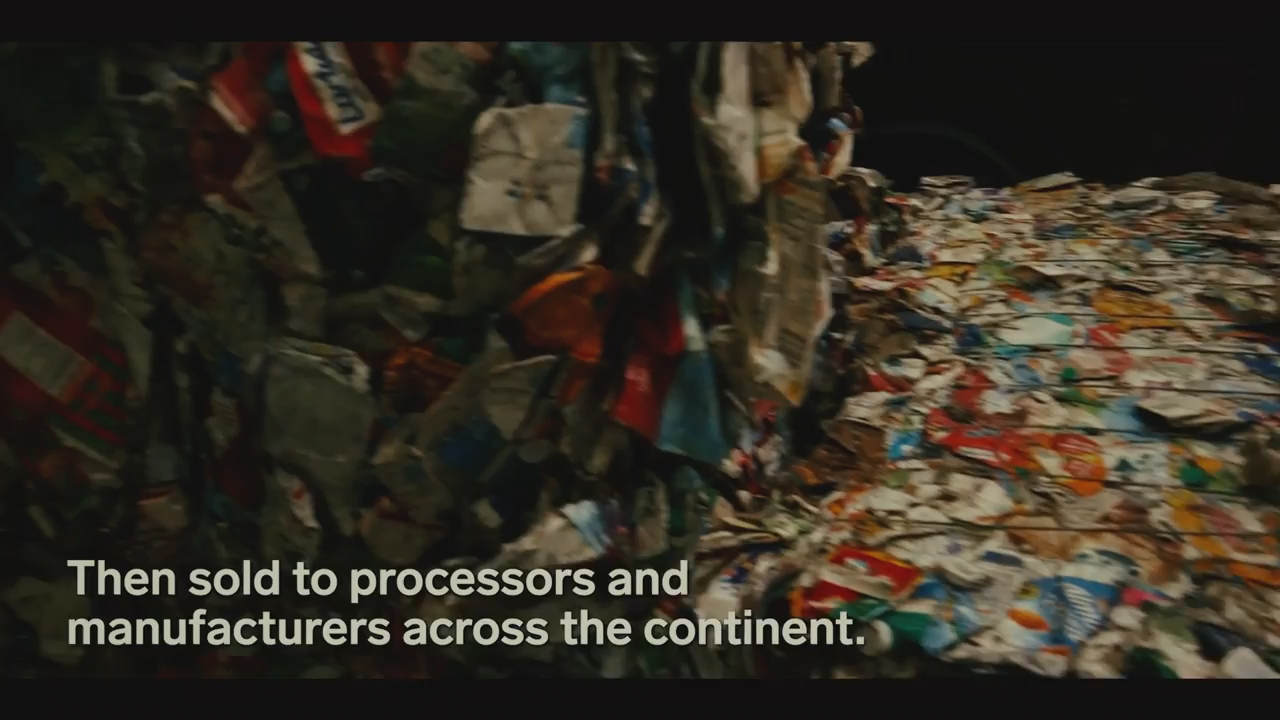 Then sold to processors and
manufacturers across the continent.